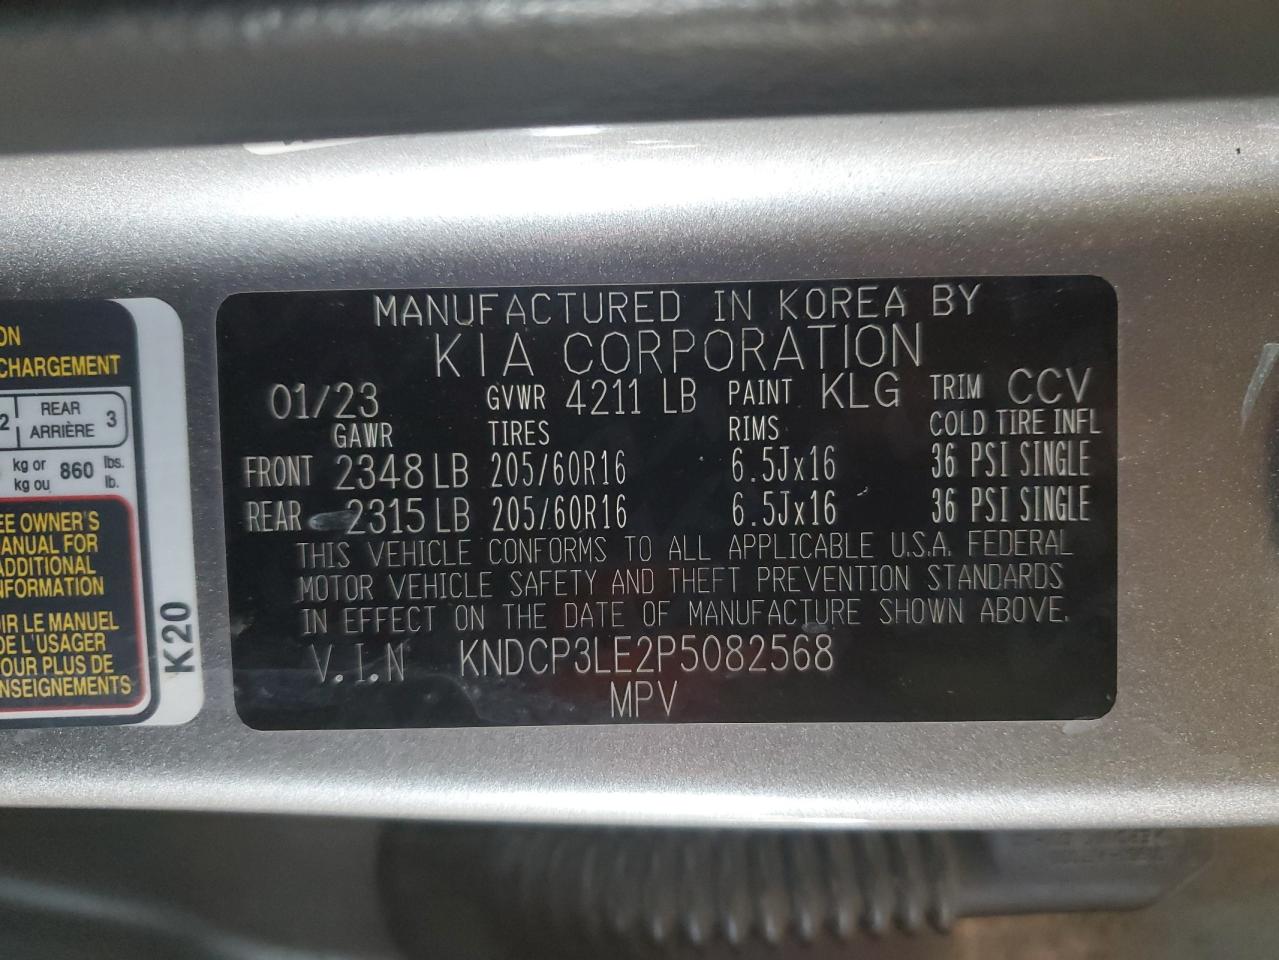 ON
CHARGEMENT
2 REAR ARRIÈRE 3
kg or kg ou 860 lbs. lb.
EE OWNER'S
ANUAL FOR
ADDITIONAL
NFORMATION
IR LE MANUEL
DE L'USAGER
OUR PLUS DE
NSEIGNEMENTS
K20
MANUFACTURED IN KOREA BY
KIA CORPORATION
01/23 GVWR 4211 LB PAINT KLG TRIM CCV
GAWR TIRES RIMS COLD TIRE INFL
FRONT 2348 LB 205/60R16 6.5Jx16 36 PSI SINGLE
REAR 2315 LB 205/60R16 6.5Jx16 36 PSI SINGLE
THIS VEHICLE CONFORMS TO ALL APPLICABLE U.S.A. FEDERAL
MOTOR VEHICLE SAFETY AND THEFT PREVENTION STANDARDS
IN EFFECT ON THE DATE OF MANUFACTURE SHOWN ABOVE.
V.I.N KNDCP3LE2P5082568
MPV